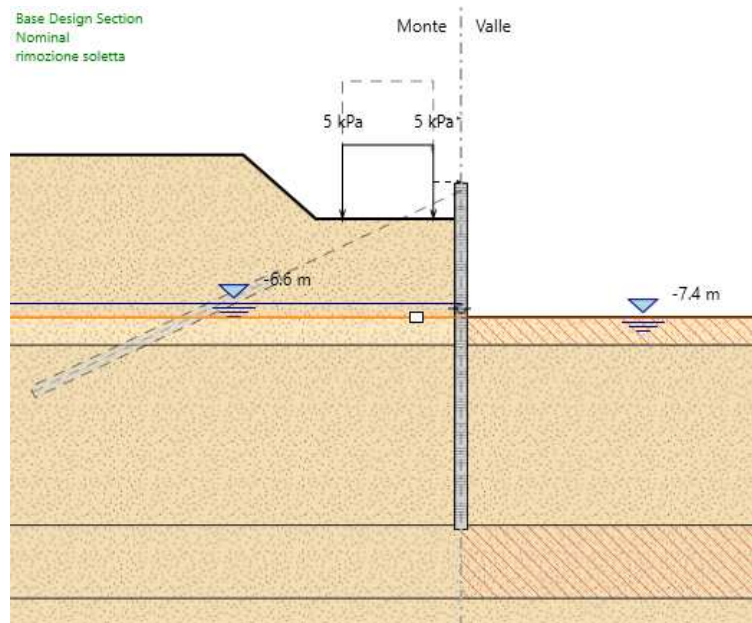 Base Design Section
Nominal
rimozione soletta
Monte
Valle
5 kPa
5 kPa
-6.6 m
-7.4 m